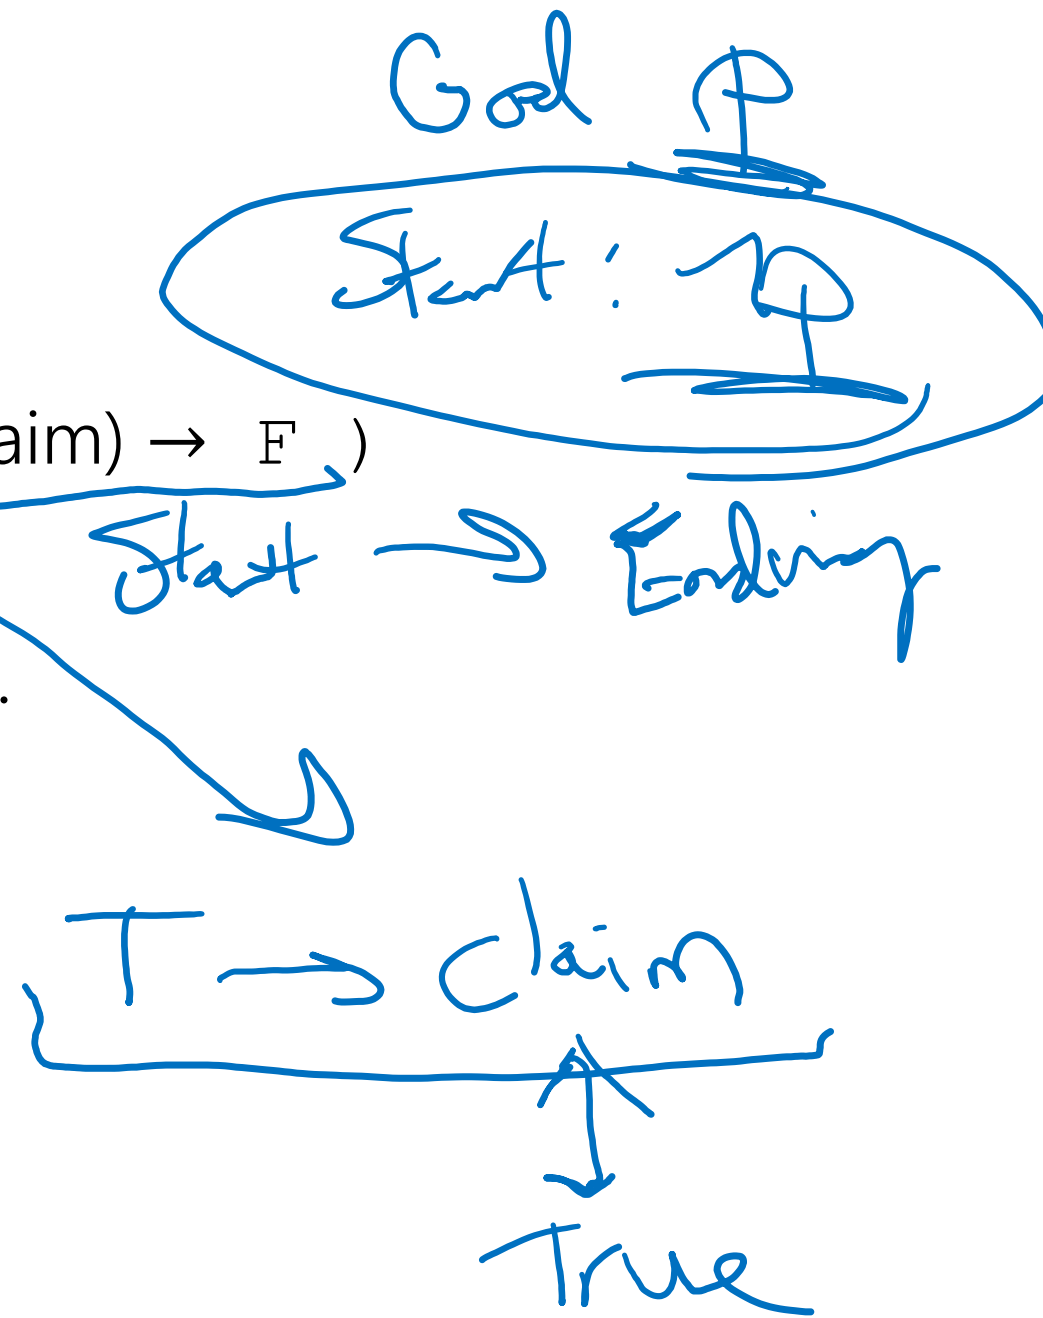 Goal p
Start : ¬p
aim) → F )
Start → Ending
.
T → claim
↕
True